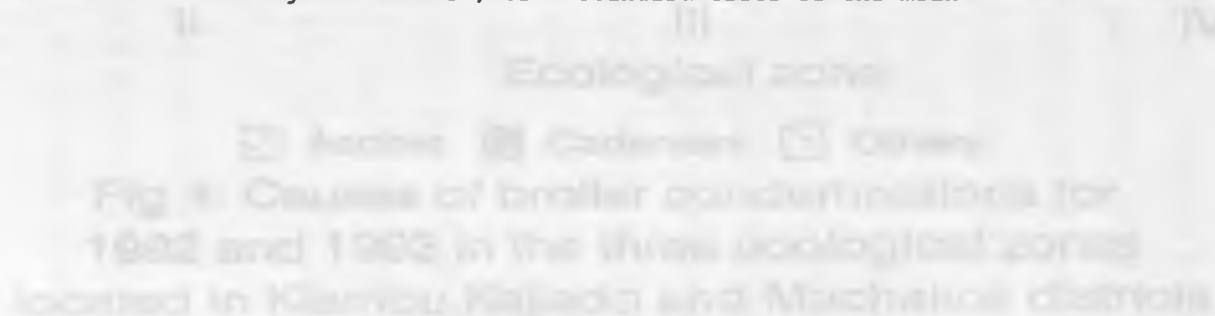 II III IV
Ecological zone
Ascites Cadavers Others
Fig 4: Causes of broiler condemnations for
1992 and 1993 in the three ecological zones
located in Kiambu, Kajiado and Machakos districts